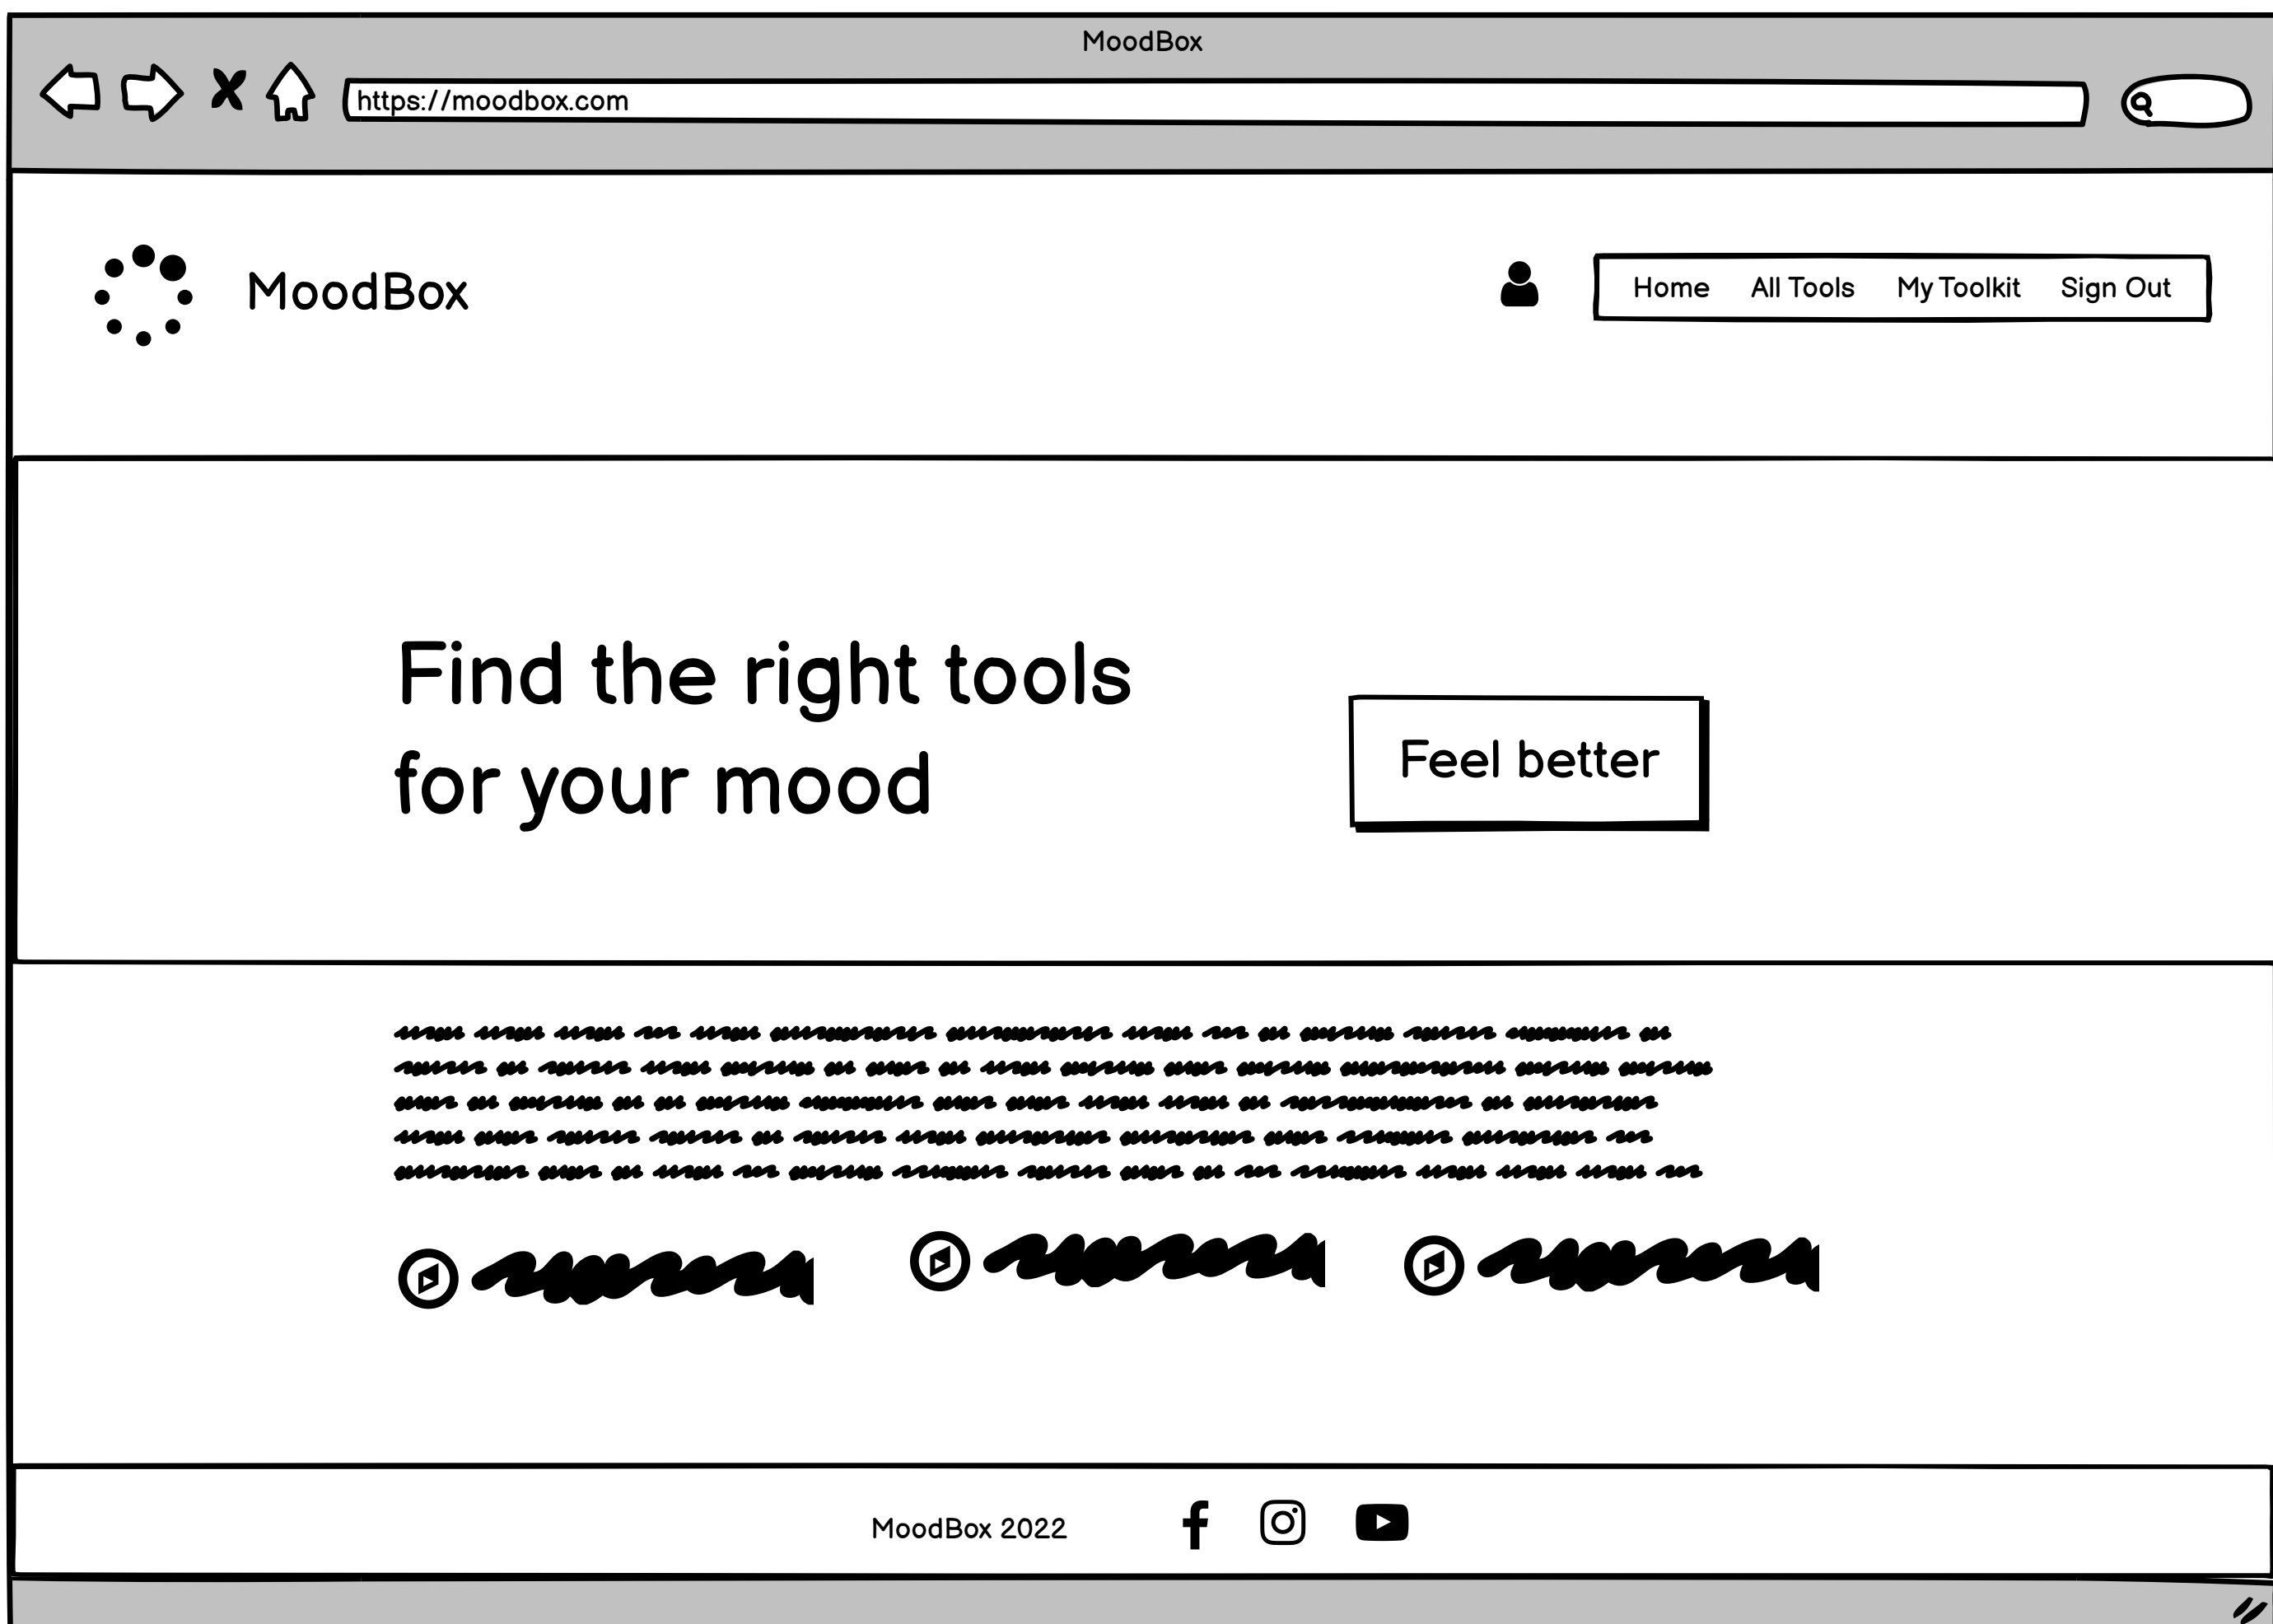 MoodBox
https://moodbox.com
MoodBox
Home All Tools My Toolkit Sign Out
Find the right tools
for your mood
Feel better
MoodBox 2022